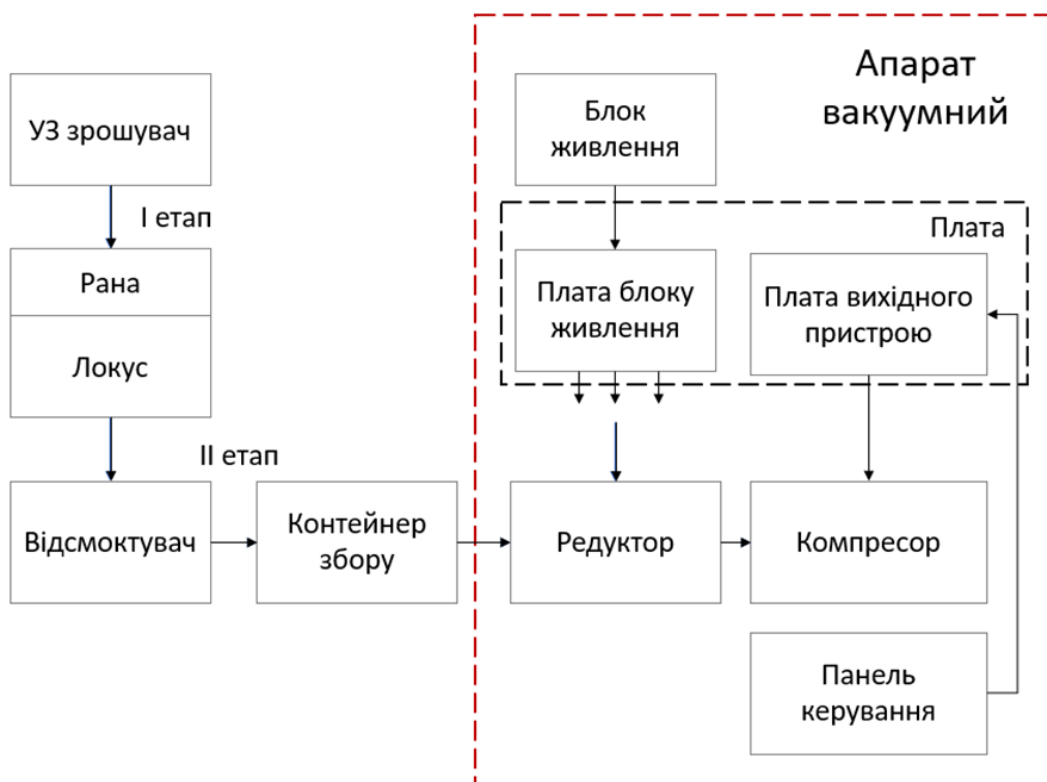 Апарат
вакуумний
УЗ зрошувач
Блок
живлення
І етап
Плата
Рана
Плата блоку
живлення
Плата вихідного
пристрою
Локус
ІІ етап
Відсмоктувач
Контейнер
збору
Редуктор
Компресор
Панель
керування